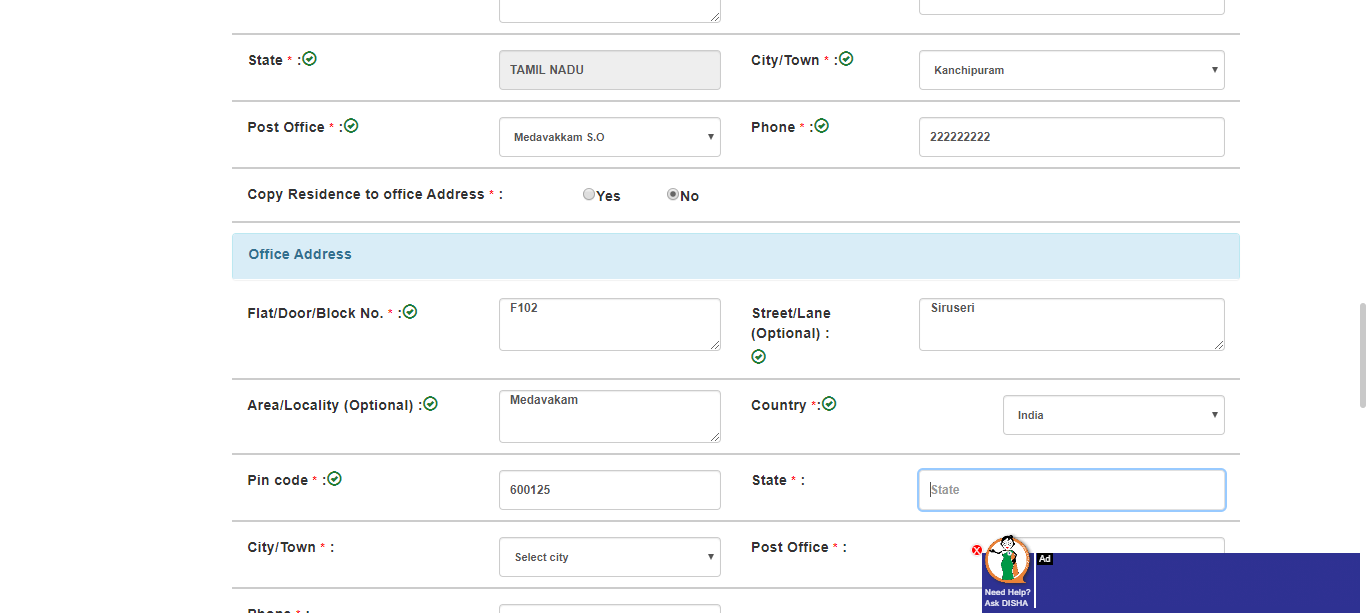 State * :
TAMIL NADU
City/Town * :
Kanchipuram
Post Office * :
Medavakkam S.O
Phone * :
222222222
Copy Residence to office Address * :
Yes
No
Office Address
Flat/Door/Block No. * :
F102
Street/Lane
(Optional) :
Siruseri
Area/Locality (Optional) :
Medavakam
Country *:
India
Pin code * :
600125
State * :
State
City/Town * :
Select city
Post Office * :
X
Ad
Need Help?
Ask DISHA
Phone * :